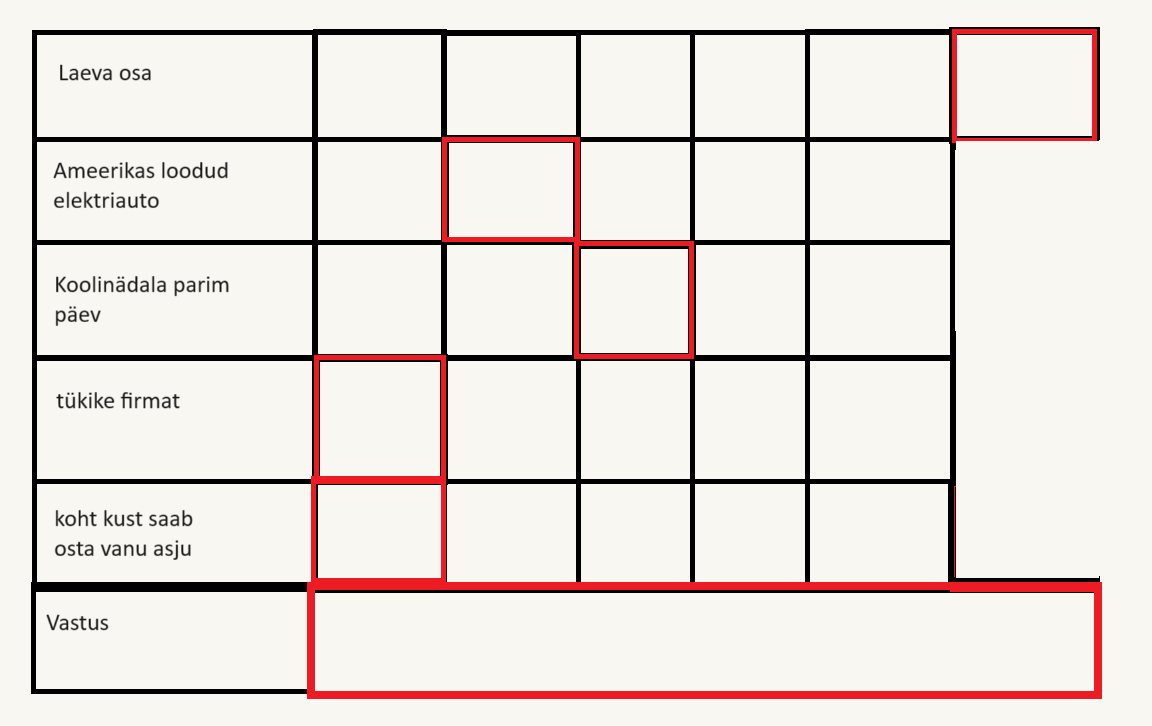 Laeva osa
Ameerikas loodud
elektriauto
Koolinädala parim
päev
tükike firmat
koht kust saab
osta vanu asju
Vastus